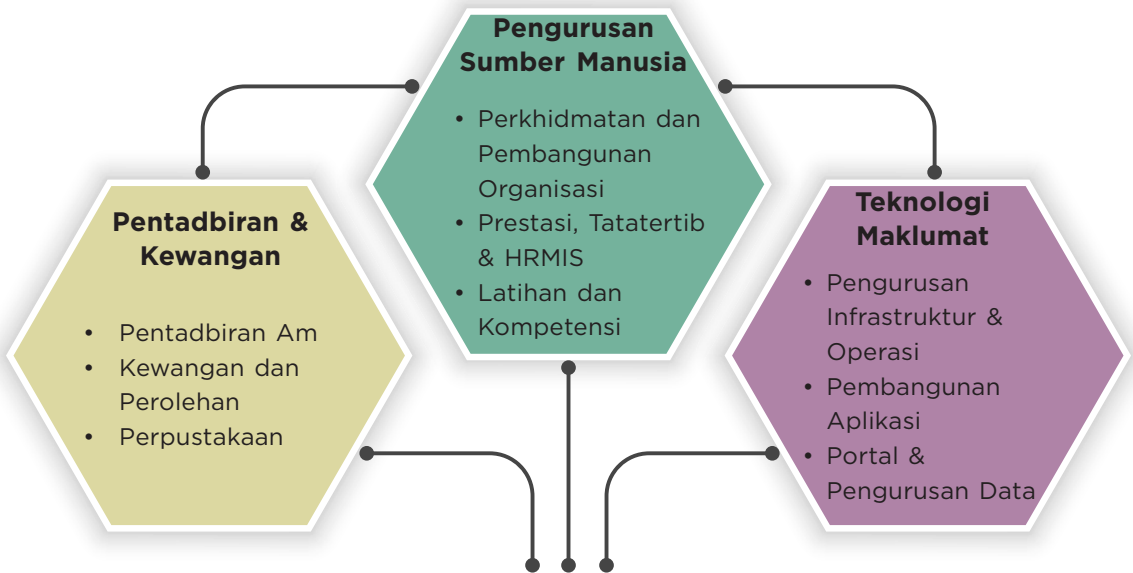 Pengurusan
Sumber Manusia
• Perkhidmatan dan
Pembangunan
Organisasi
• Prestasi, Tatatertib
& HRMIS
• Latihan dan
Kompetensi
Pentadbiran &
Kewangan
• Pentadbiran Am
• Kewangan dan
Perolehan
• Perpustakaan
Teknologi
Maklumat
• Pengurusan
Infrastruktur &
Operasi
• Pembangunan
Aplikasi
• Portal &
Pengurusan Data